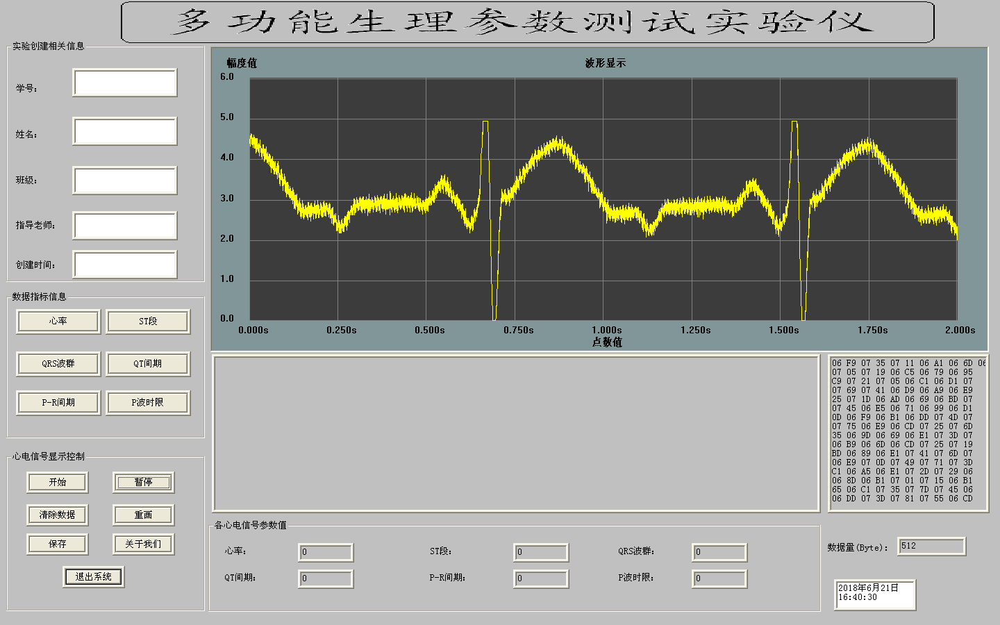 多功能生理参数测试实验仪
实验创建相关信息
学号：
姓名：
班级：
指导老师：
创建时间：
数据指标信息
心率
ST段
QRS波群
QT间期
P-R间期
P波时限
心电信号显示控制
开始
暂停
清除数据
重画
保存
关于我们
退出系统
幅度值
波形显示
6.0
5.0
4.0
3.0
2.0
1.0
0.0
0.000s 0.250s 0.500s 0.750s 1.000s 1.250s 1.500s 1.750s 2.000s
点数值
06 F9 07 35 07 11 06 A1 06 6D 06
07 05 07 19 06 C5 06 79 06 95
C9 07 21 07 05 06 C1 06 D1 07
07 69 07 41 06 D9 06 A9 06 E9
25 07 1D 06 AD 06 69 06 BD 07
07 45 06 E5 06 71 06 99 06 D1
0D 06 F9 06 B1 06 DD 07 4D 07
07 75 06 E9 06 CD 07 25 07 6D
35 06 9D 06 69 06 E1 07 3D 07
06 B9 06 6D 06 CD 07 25 07 19
BD 06 89 06 E1 07 41 07 6D 07
06 E9 07 0D 07 49 07 71 07 3D
C1 06 A5 06 E1 07 2D 07 29 06
06 8D 06 B1 07 01 07 15 06 B1
65 06 C1 07 35 07 7D 07 45 06
06 DD 07 3D 07 81 07 55 06 CD
各心电信号参数值
心率： 0
ST段： 0
QRS波群： 0
QT间期： 0
P-R间期： 0
P波时限： 0
数据量(Byte)： 512
2018年6月21日
16:40:30